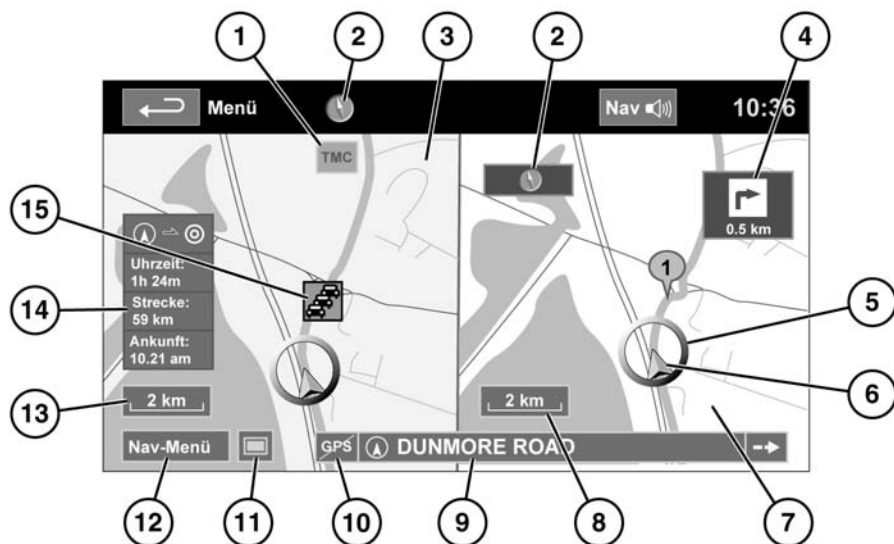 1
2
3
2
4
Menü
Nav
10:36
TMC
0.5 km
15
Uhrzeit:
1h 24m
1
14
Strecke:
59 km
5
Ankunft:
10.21 am
6
13
2 km
2 km
Nav-Menü
GPS
DUNMORE ROAD
12
11
10
9
8
7